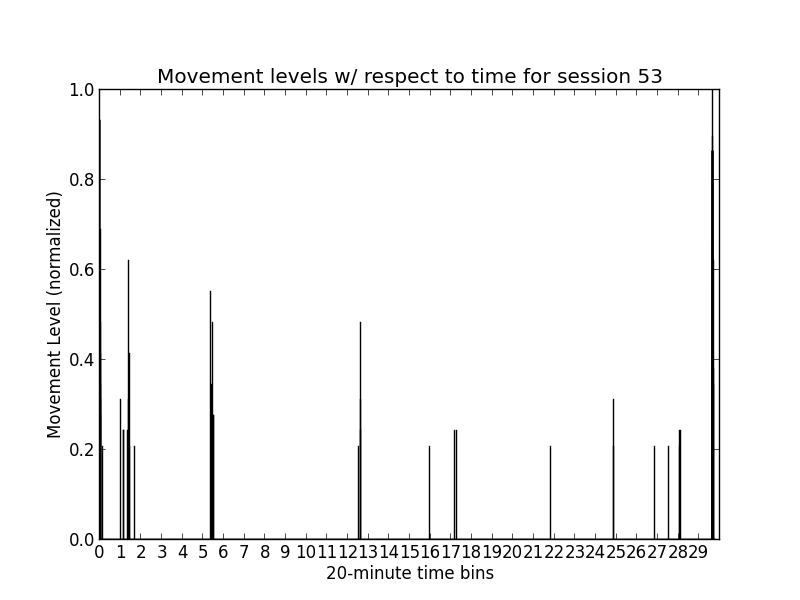 Movement levels w/ respect to time for session 53
Movement Level (normalized)
1.0
0.8
0.6
0.4
0.2
0.0
0 1 2 3 4 5 6 7 8 9 10 11 12 13 14 15 16 17 18 19 20 21 22 23 24 25 26 27 28 29
20-minute time bins